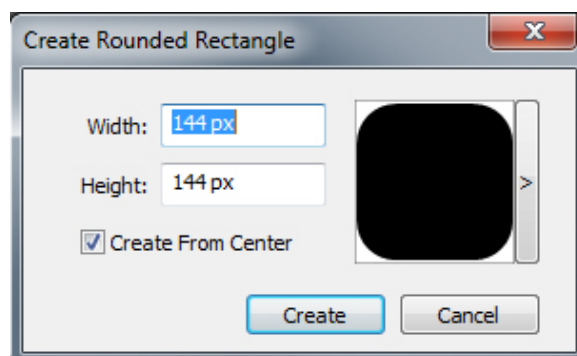 Create Rounded Rectangle
x
Width: 144 px
Height: 144 px
Create From Center
>
Create Cancel